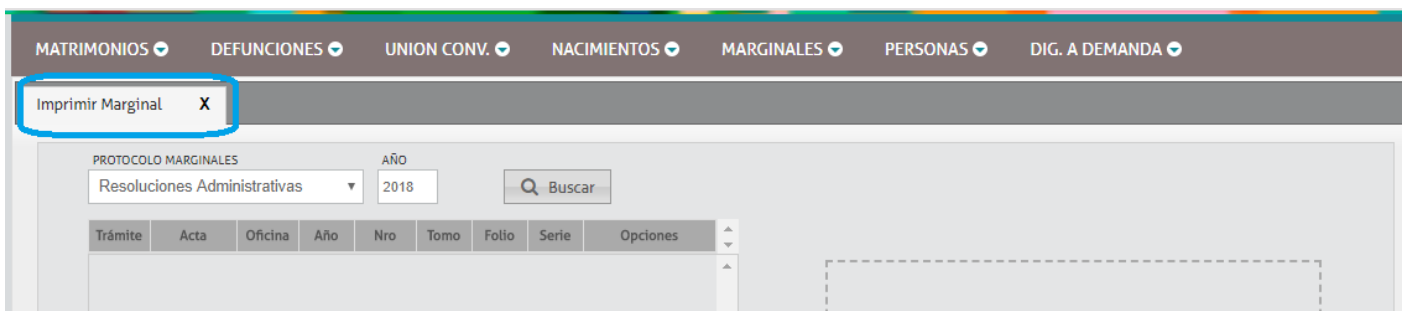 MATRIMONIOS DEFUNCIONES UNION CONV. NACIMIENTOS MARGINALES PERSONAS DIG. A DEMANDA
Imprimir Marginal X
PROTOCOLO MARGINALES AÑO
Resoluciones Administrativas 2018 Buscar
Trámite Acta Oficina Año Nro Tomo Folio Serie Opciones